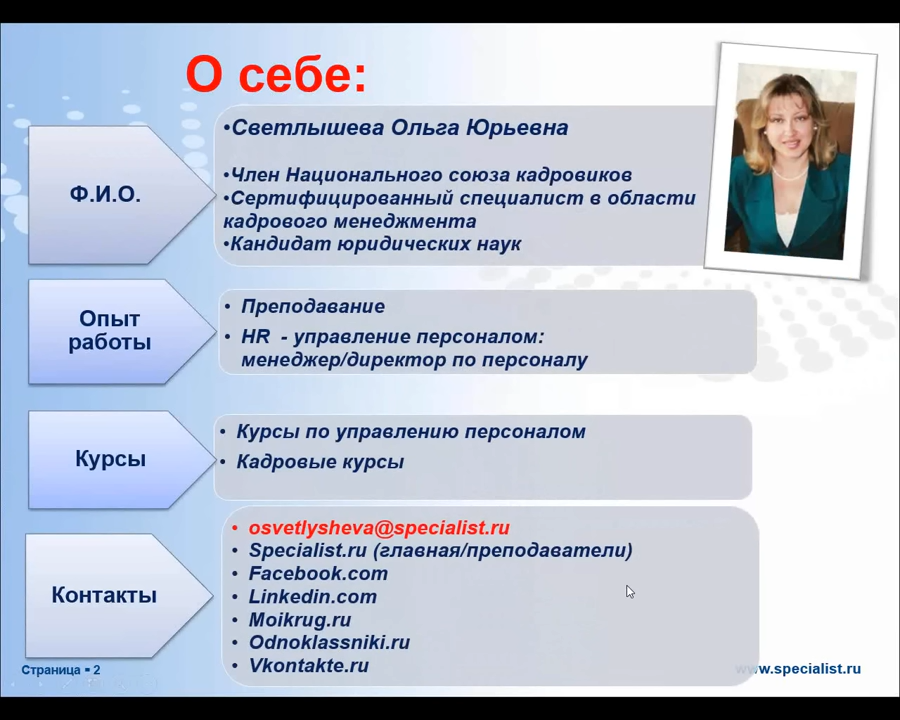 О себе:
Ф.И.О.
•Светлышева Ольга Юрьевна
•Член Национального союза кадровиков
•Сертифицированный специалист в области
кадрового менеджмента
•Кандидат юридических наук
Опыт
работы
• Преподавание
• HR - управление персоналом:
менеджер/директор по персоналу
Курсы
• Курсы по управлению персоналом
• Кадровые курсы
Контакты
• osvetlysheva@specialist.ru
• Specialist.ru (главная/преподаватели)
• Facebook.com
• Linkedin.com
• Moikrug.ru
• Odnoklassniki.ru
• Vkontakte.ru
Страница ▪ 2
www.specialist.ru